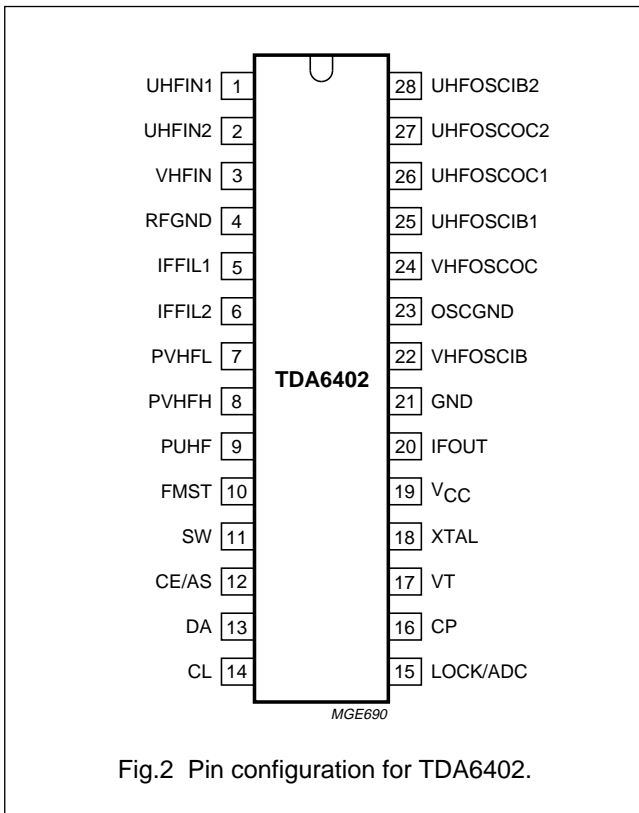 UHFIN1 1 28 UHFOSCIB2
UHFIN2 2 27 UHFOSCOC2
VHFIN 3 26 UHFOSCOC1
RFGND 4 25 UHFOSCIB1
IFFIL1 5 24 VHFOSCOC
IFFIL2 6 23 OSCGND
PVHFL 7 22 VHFOSCIB
TDA6402
PVHFH 8 21 GND
PUHF 9 20 IFOUT
FMST 10 19 VCC
SW 11 18 XTAL
CE/AS 12 17 VT
DA 13 16 CP
CL 14 15 LOCK/ADC
MGE690
Fig.2 Pin configuration for TDA6402.